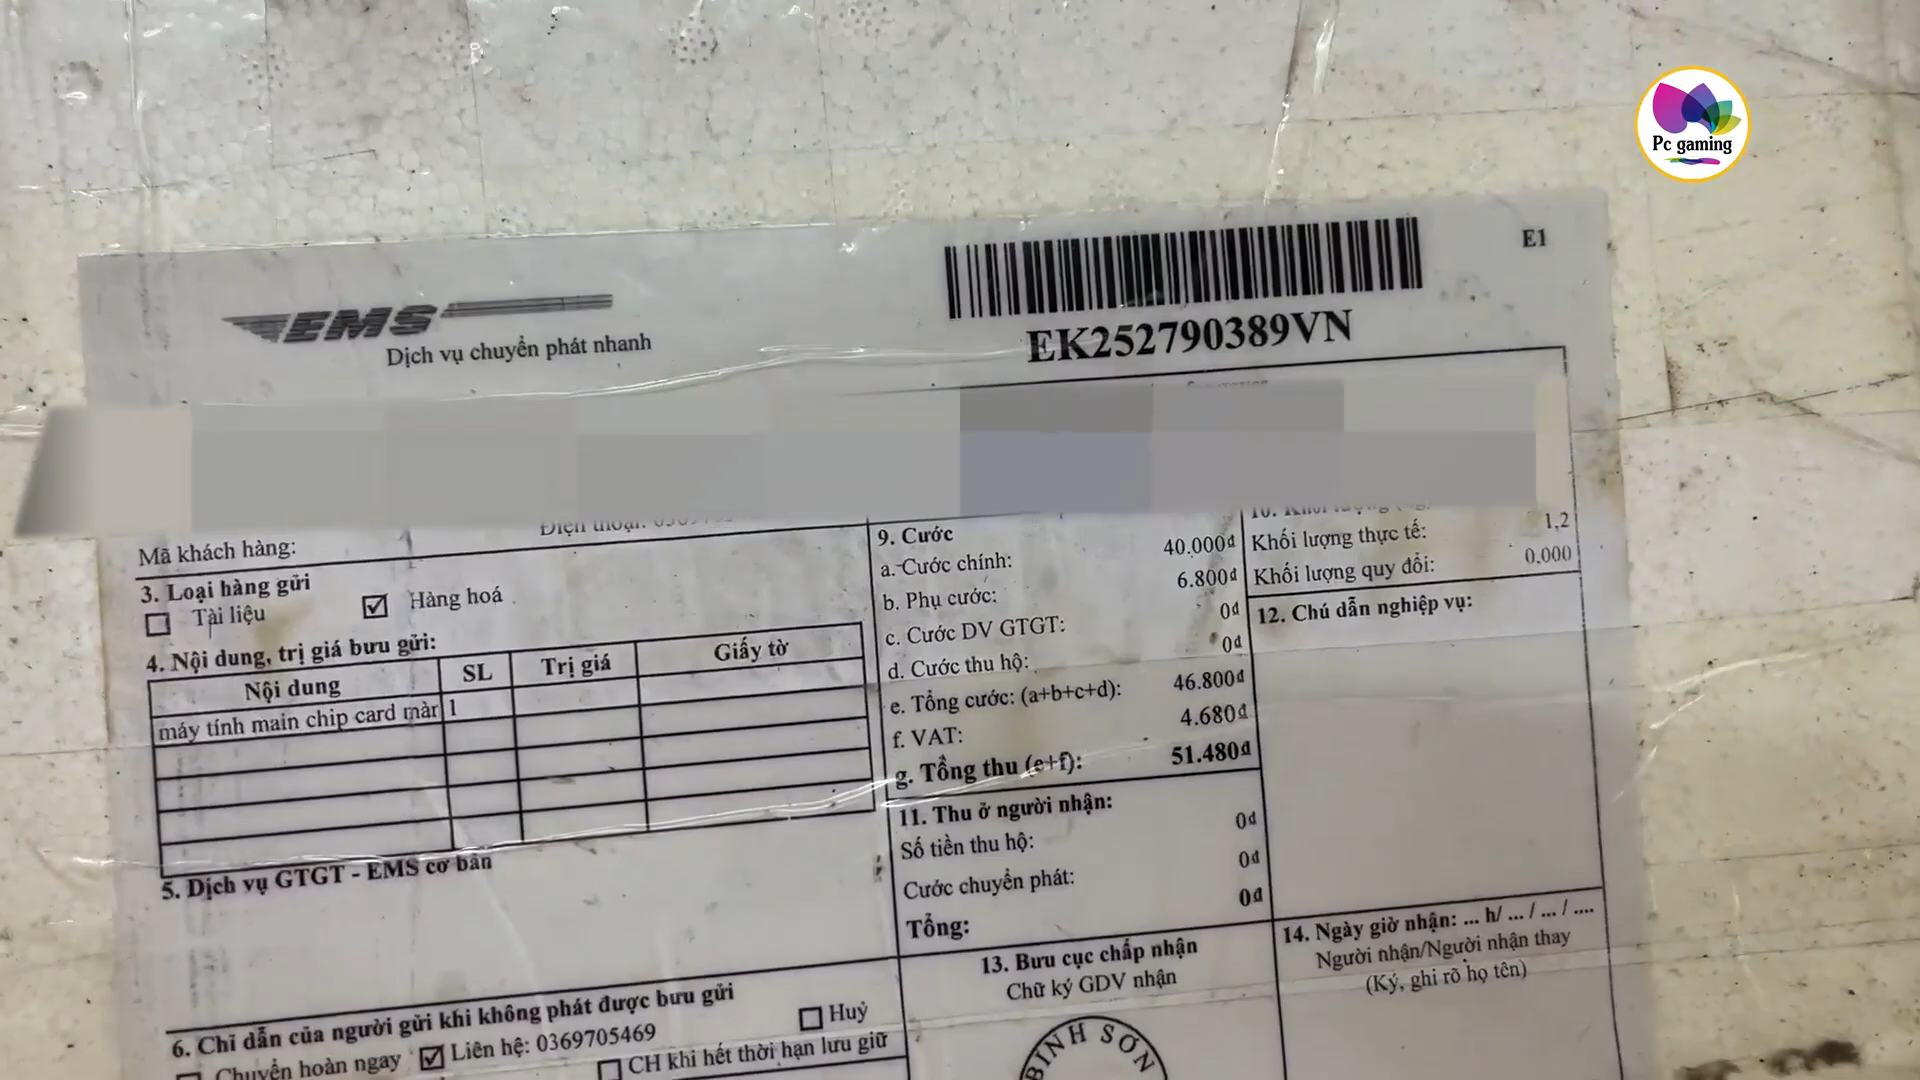 Pc gaming
E1
EMS
Dịch vụ chuyển phát nhanh
EK252790389VN
Điện thoại:
Mã khách hàng:
3. Loại hàng gửi
Tài liệu
Hàng hoá
4. Nội dung, trị giá bưu gửi:
Nội dung SL Trị giá Giấy tờ
máy tính main chip card màr 1
5. Dịch vụ GTGT - EMS cơ bản
6. Chỉ dẫn của người gửi khi không phát được bưu gửi
Chuyển hoàn ngay
Liên hệ: 0369705469
Huỷ
CH khi hết thời hạn lưu giữ
9. Cước
a. Cước chính: 40.000đ
b. Phụ cước: 6.800đ
c. Cước DV GTGT: 0đ
d. Cước thu hộ: 0đ
e. Tổng cước: (a+b+c+d): 46.800đ
f. VAT: 4.680đ
g. Tổng thu (e+f): 51.480đ
Khối lượng thực tế: 1,2
Khối lượng quy đổi: 0.000
11. Thu ở người nhận:
Số tiền thu hộ: 0đ
Cước chuyển phát: 0đ
Tổng: 0đ
12. Chú dẫn nghiệp vụ:
13. Bưu cục chấp nhận
Chữ ký GDV nhận
BINH SƠN
14. Ngày giờ nhận: ... h/ ... / ... / ....
Người nhận/Người nhận thay
(Ký, ghi rõ họ tên)